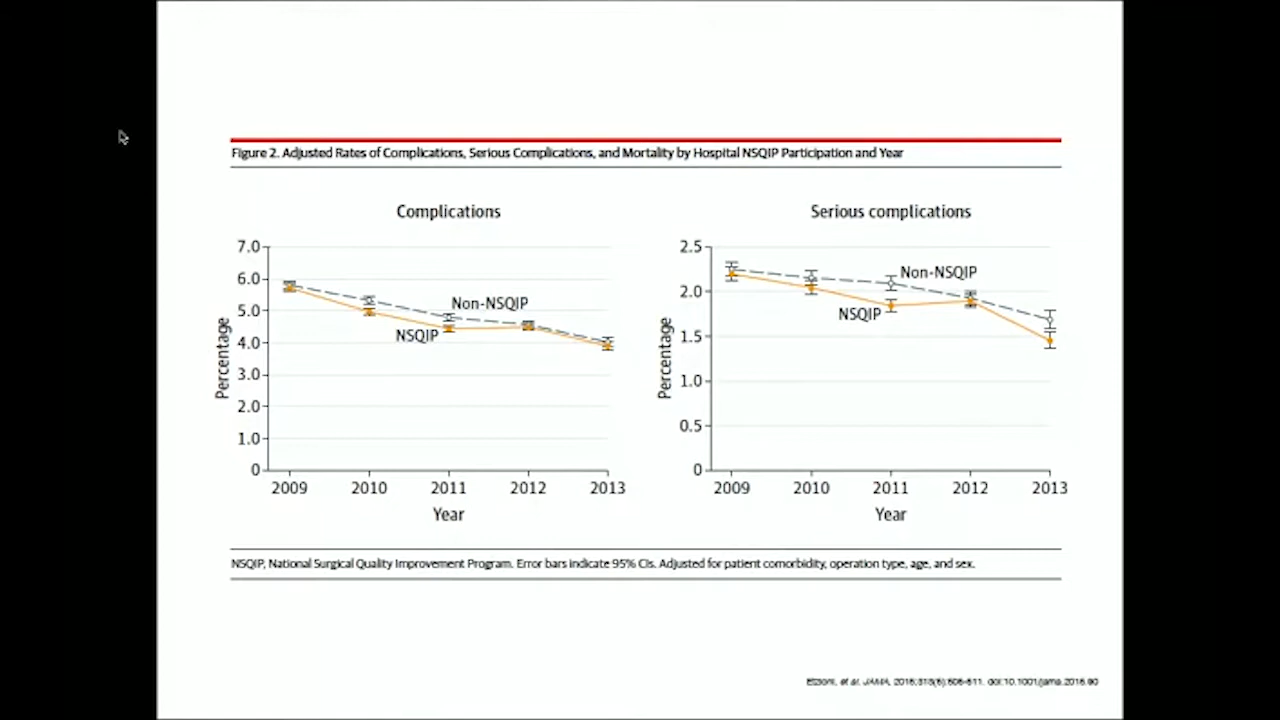 Figure 2. Adjusted Rates of Complications, Serious Complications, and Mortality by Hospital NSQIP Participation and Year
Complications
7.0
6.0
5.0
4.0
3.0
2.0
1.0
0
Percentage
Non-NSQIP
NSQIP
2009 2010 2011 2012 2013
Year
Serious complications
2.5
2.0
1.5
1.0
0.5
0
Percentage
Non-NSQIP
NSQIP
2009 2010 2011 2012 2013
Year
NSQIP, National Surgical Quality Improvement Program. Error bars indicate 95% CIs. Adjusted for patient comorbidity, operation type, age, and sex.
et al. JAMA.